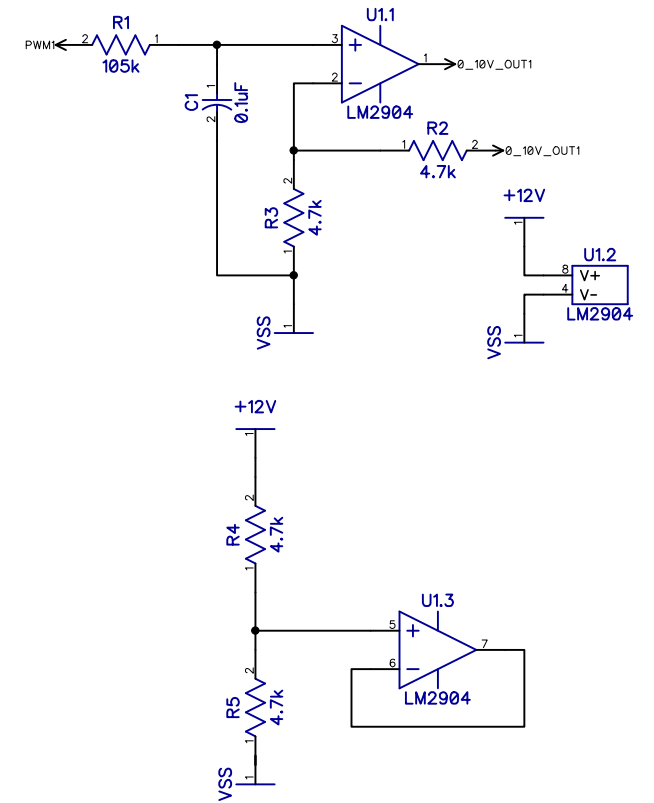 U1.1
R1
PWM1 2 1 3 1 0_10V_OUT1
105k
2
LM2904
C1 1 0.1uF 2
R2
1 2 0_10V_OUT1
4.7k
2
R3 4.7k
1
+12V
1
U1.2
8 V+
4 V-
LM2904
VSS 1
VSS 1
+12V
1
2
R4 4.7k
1
U1.3
5 7
6
LM2904
2
R5 4.7k
1
VSS 1